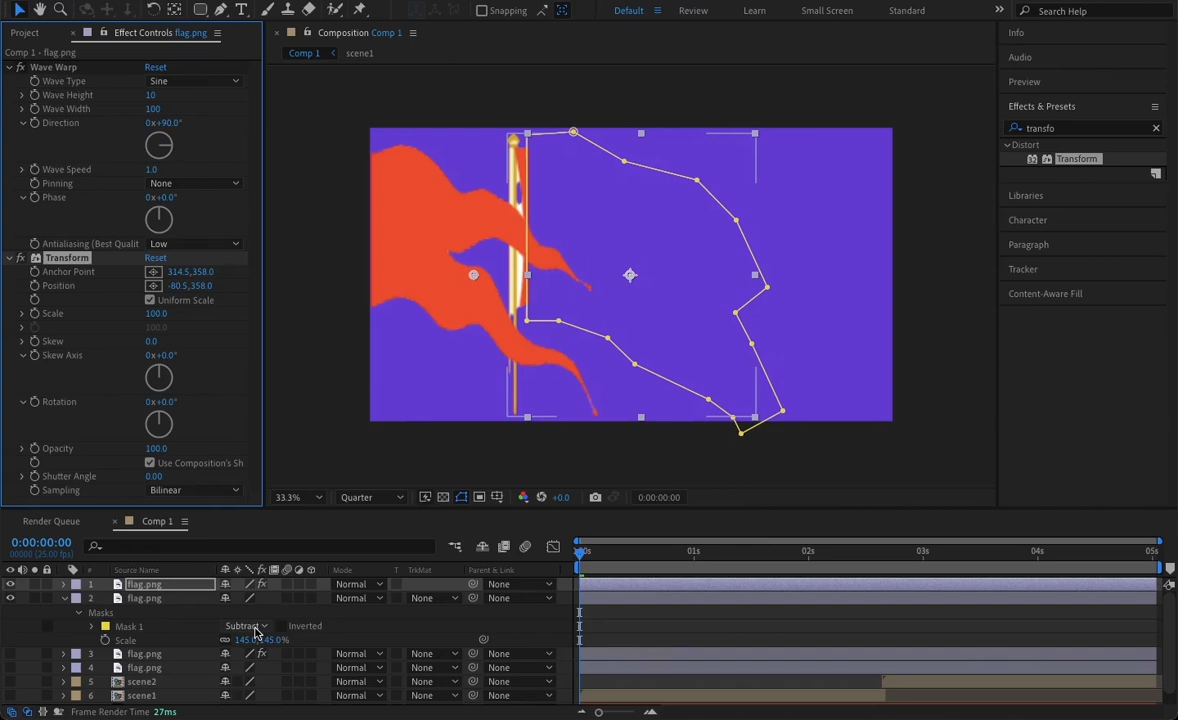 Snapping
Default
Review
Learn
Small Screen
Standard
Search Help
Project
Effect Controls flag.png
Composition Comp 1
Info
Comp 1 · flag.png
Comp 1
scene1
Audio
fx Wave Warp Reset
Wave Type Sine
Preview
Wave Height 10
Wave Width 100
Effects & Presets
Direction 0x+90.0°
transfo
Distort
Transform
Wave Speed 1.0
Pinning None
Phase 0x+0.0°
Libraries
Character
Antialiasing (Best Qualit Low
Paragraph
Transform Reset
Anchor Point 314.5,358.0
Tracker
Position -80.5,358.0
Content-Aware Fill
Uniform Scale
Scale 100.0
100.0
Skew 0.0
Skew Axis 0x+0.0°
Rotation 0x+0.0°
Opacity 100.0
Use Composition's Sh
Shutter Angle 0.00
Sampling Bilinear
33.3%
Quarter
+0.0
0:00:00:00
Render Queue
Comp 1
0:00:00:00
00000 (25.00 fps)
:00s 01s 02s 03s 04s 05s
# Source Name fx Mode T TrkMat Parent & Link
1 flag.png fx Normal None
2 flag.png Normal None None
Masks
Mask 1 Subtract Inverted
Scale 145.0,145.0%
3 flag.png fx Normal None None
4 flag.png Normal None None
5 scene2 Normal None None
6 scene1 Normal None None
Frame Render Time 27ms